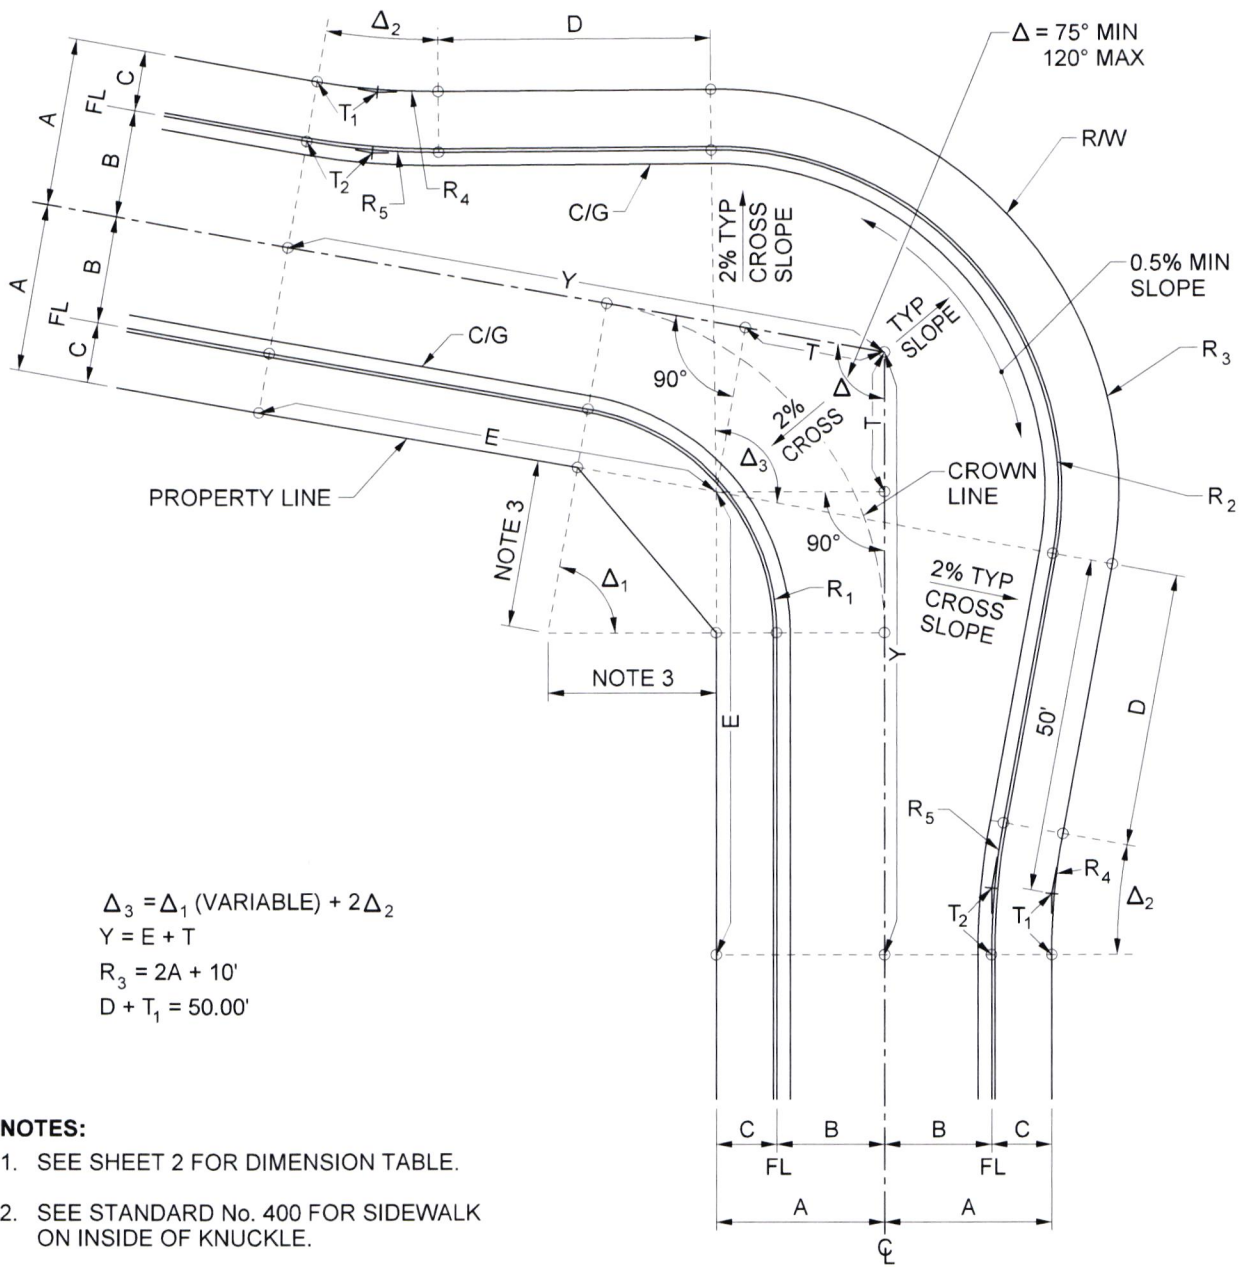 Δ₂
D
Δ = 75° MIN
120° MAX
A
C
FL
B
T₁
T₂
R₅
R₄
C/G
2% TYP
CROSS
SLOPE
R/W
0.5% MIN
SLOPE
A
B
FL
C
Y
C/G
90°
T
TYP
SLOPE
Δ
R₃
2%
CROSS
T
E
Δ₃
CROWN
LINE
R₂
PROPERTY LINE
NOTE 3
90°
Δ₁
R₁
2% TYP
CROSS
SLOPE
Y
NOTE 3
E
50'
D
R₅
R₄
Δ₂
T₂
T₁
Δ₃ = Δ₁ (VARIABLE) + 2Δ₂
Y = E + T
R₃ = 2A + 10'
D + T₁ = 50.00'
C
B
B
C
FL
FL
A
A
℄
NOTES:
1. SEE SHEET 2 FOR DIMENSION TABLE.
2. SEE STANDARD No. 400 FOR SIDEWALK
ON INSIDE OF KNUCKLE.